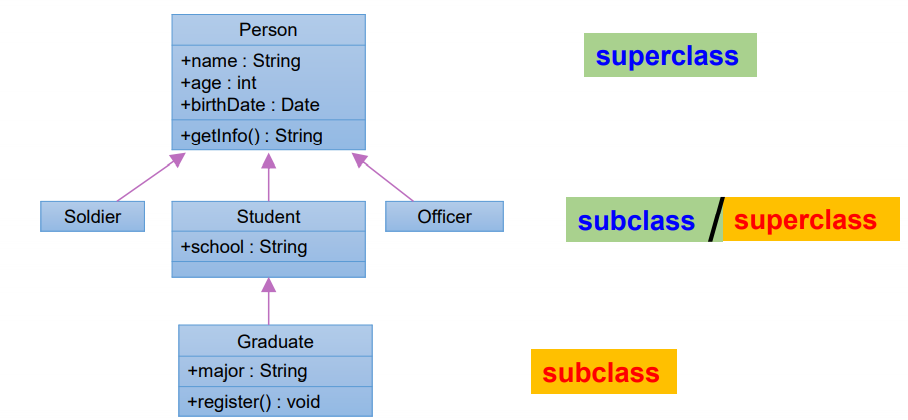 Person
+name : String
+age : int
+birthDate : Date
+getInfo() : String
superclass
Soldier
Student
+school : String
Officer
subclass / superclass
Graduate
+major : String
+register() : void
subclass